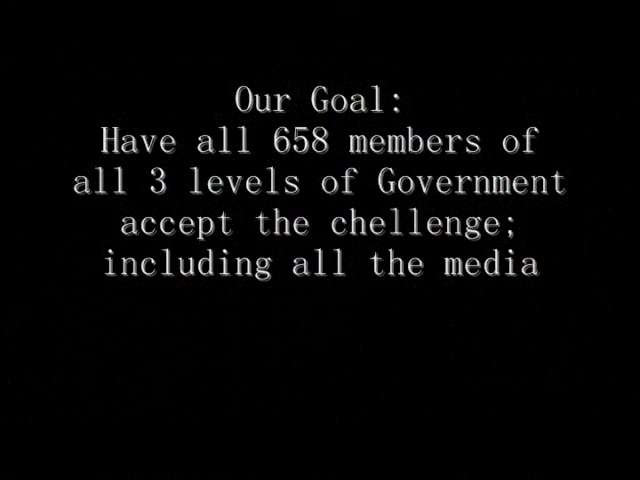 Our Goal:
Have all 658 members of
all 3 levels of Government
accept the chellenge;
including all the media